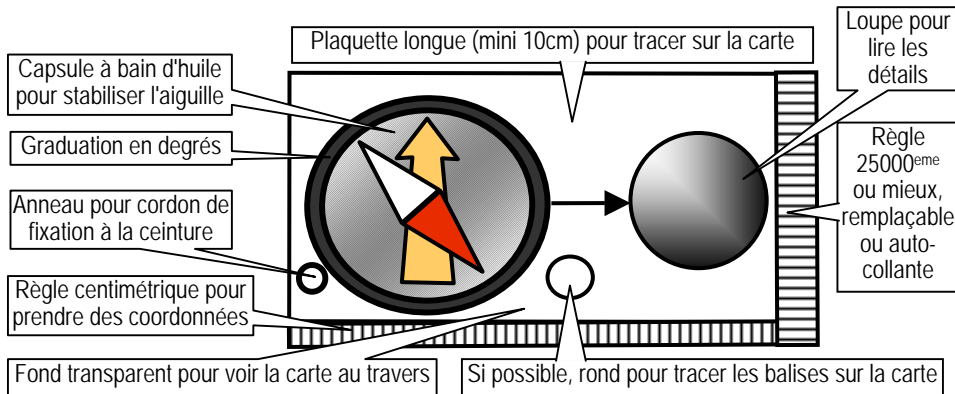 Plaquette longue (mini 10cm) pour tracer sur la carte
Loupe pour
lire les
détails
Capsule à bain d'huile
pour stabiliser l'aiguille
Graduation en degrés
Règle
25000eme
ou mieux,
remplaçable
ou auto-
collante
Anneau pour cordon de
fixation à la ceinture
Règle centimétrique pour
prendre des coordonnées
Fond transparent pour voir la carte au travers
Si possible, rond pour tracer les balises sur la carte